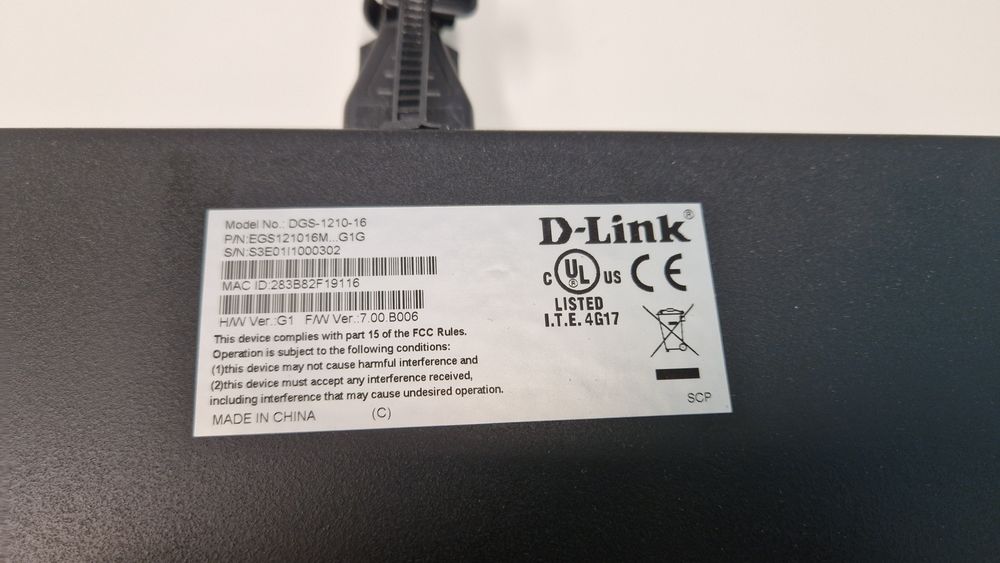 Model No.: DGS-1210-16
P/N:EGS121016M...G1G
S/N:S3E01I1000302
MAC ID:283B82F19116
H/W Ver.:G1 F/W Ver.:7.00.B006
This device complies with part 15 of the FCC Rules.
Operation is subject to the following conditions:
(1)this device may not cause harmful interference and
(2)this device must accept any interference received,
including interference that may cause undesired operation.
MADE IN CHINA (C)
D-Link®
C UL® US CE
LISTED
I.T.E. 4G17
SCP